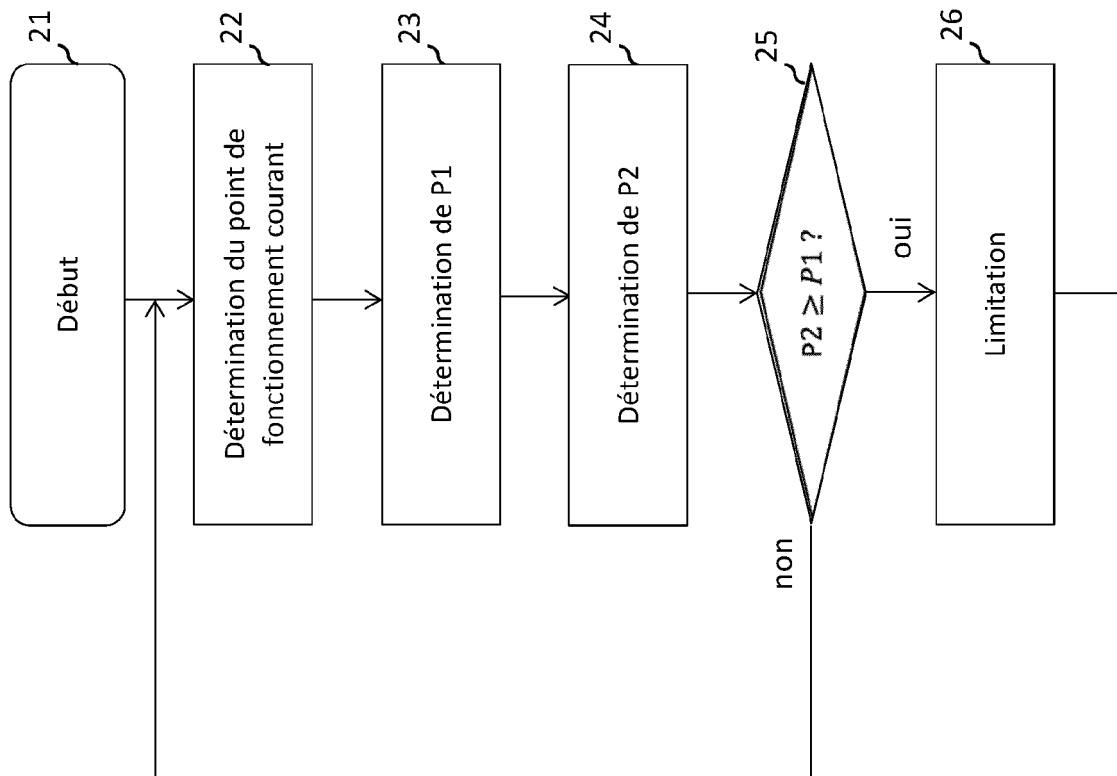 Début
21
Détermination du point de
fonctionnement courant
22
Détermination de P1
23
Détermination de P2
24
P2 ≥ P1 ?
25
non
oui
Limitation
26